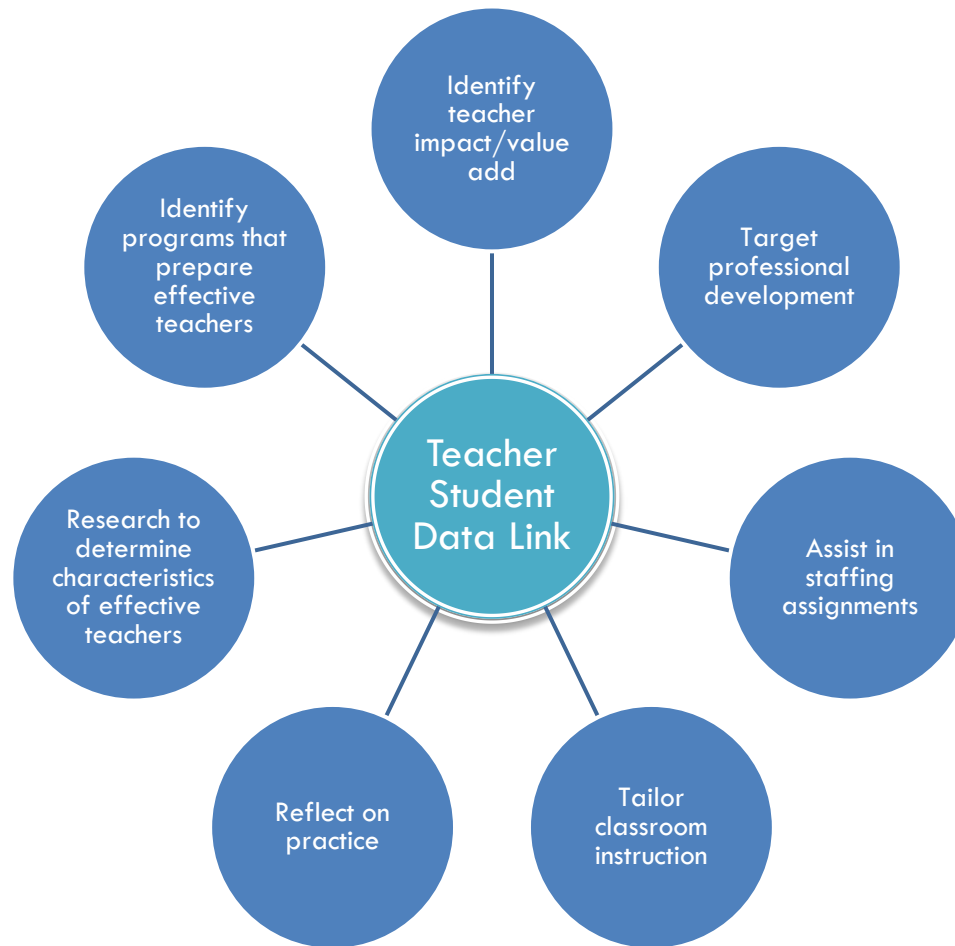 Identify
teacher
impact/value
add
Target
professional
development
Assist in
staffing
assignments
Tailor
classroom
instruction
Reflect on
practice
Research to
determine
characteristics
of effective
teachers
Identify
programs that
prepare
effective
teachers
Teacher
Student
Data Link